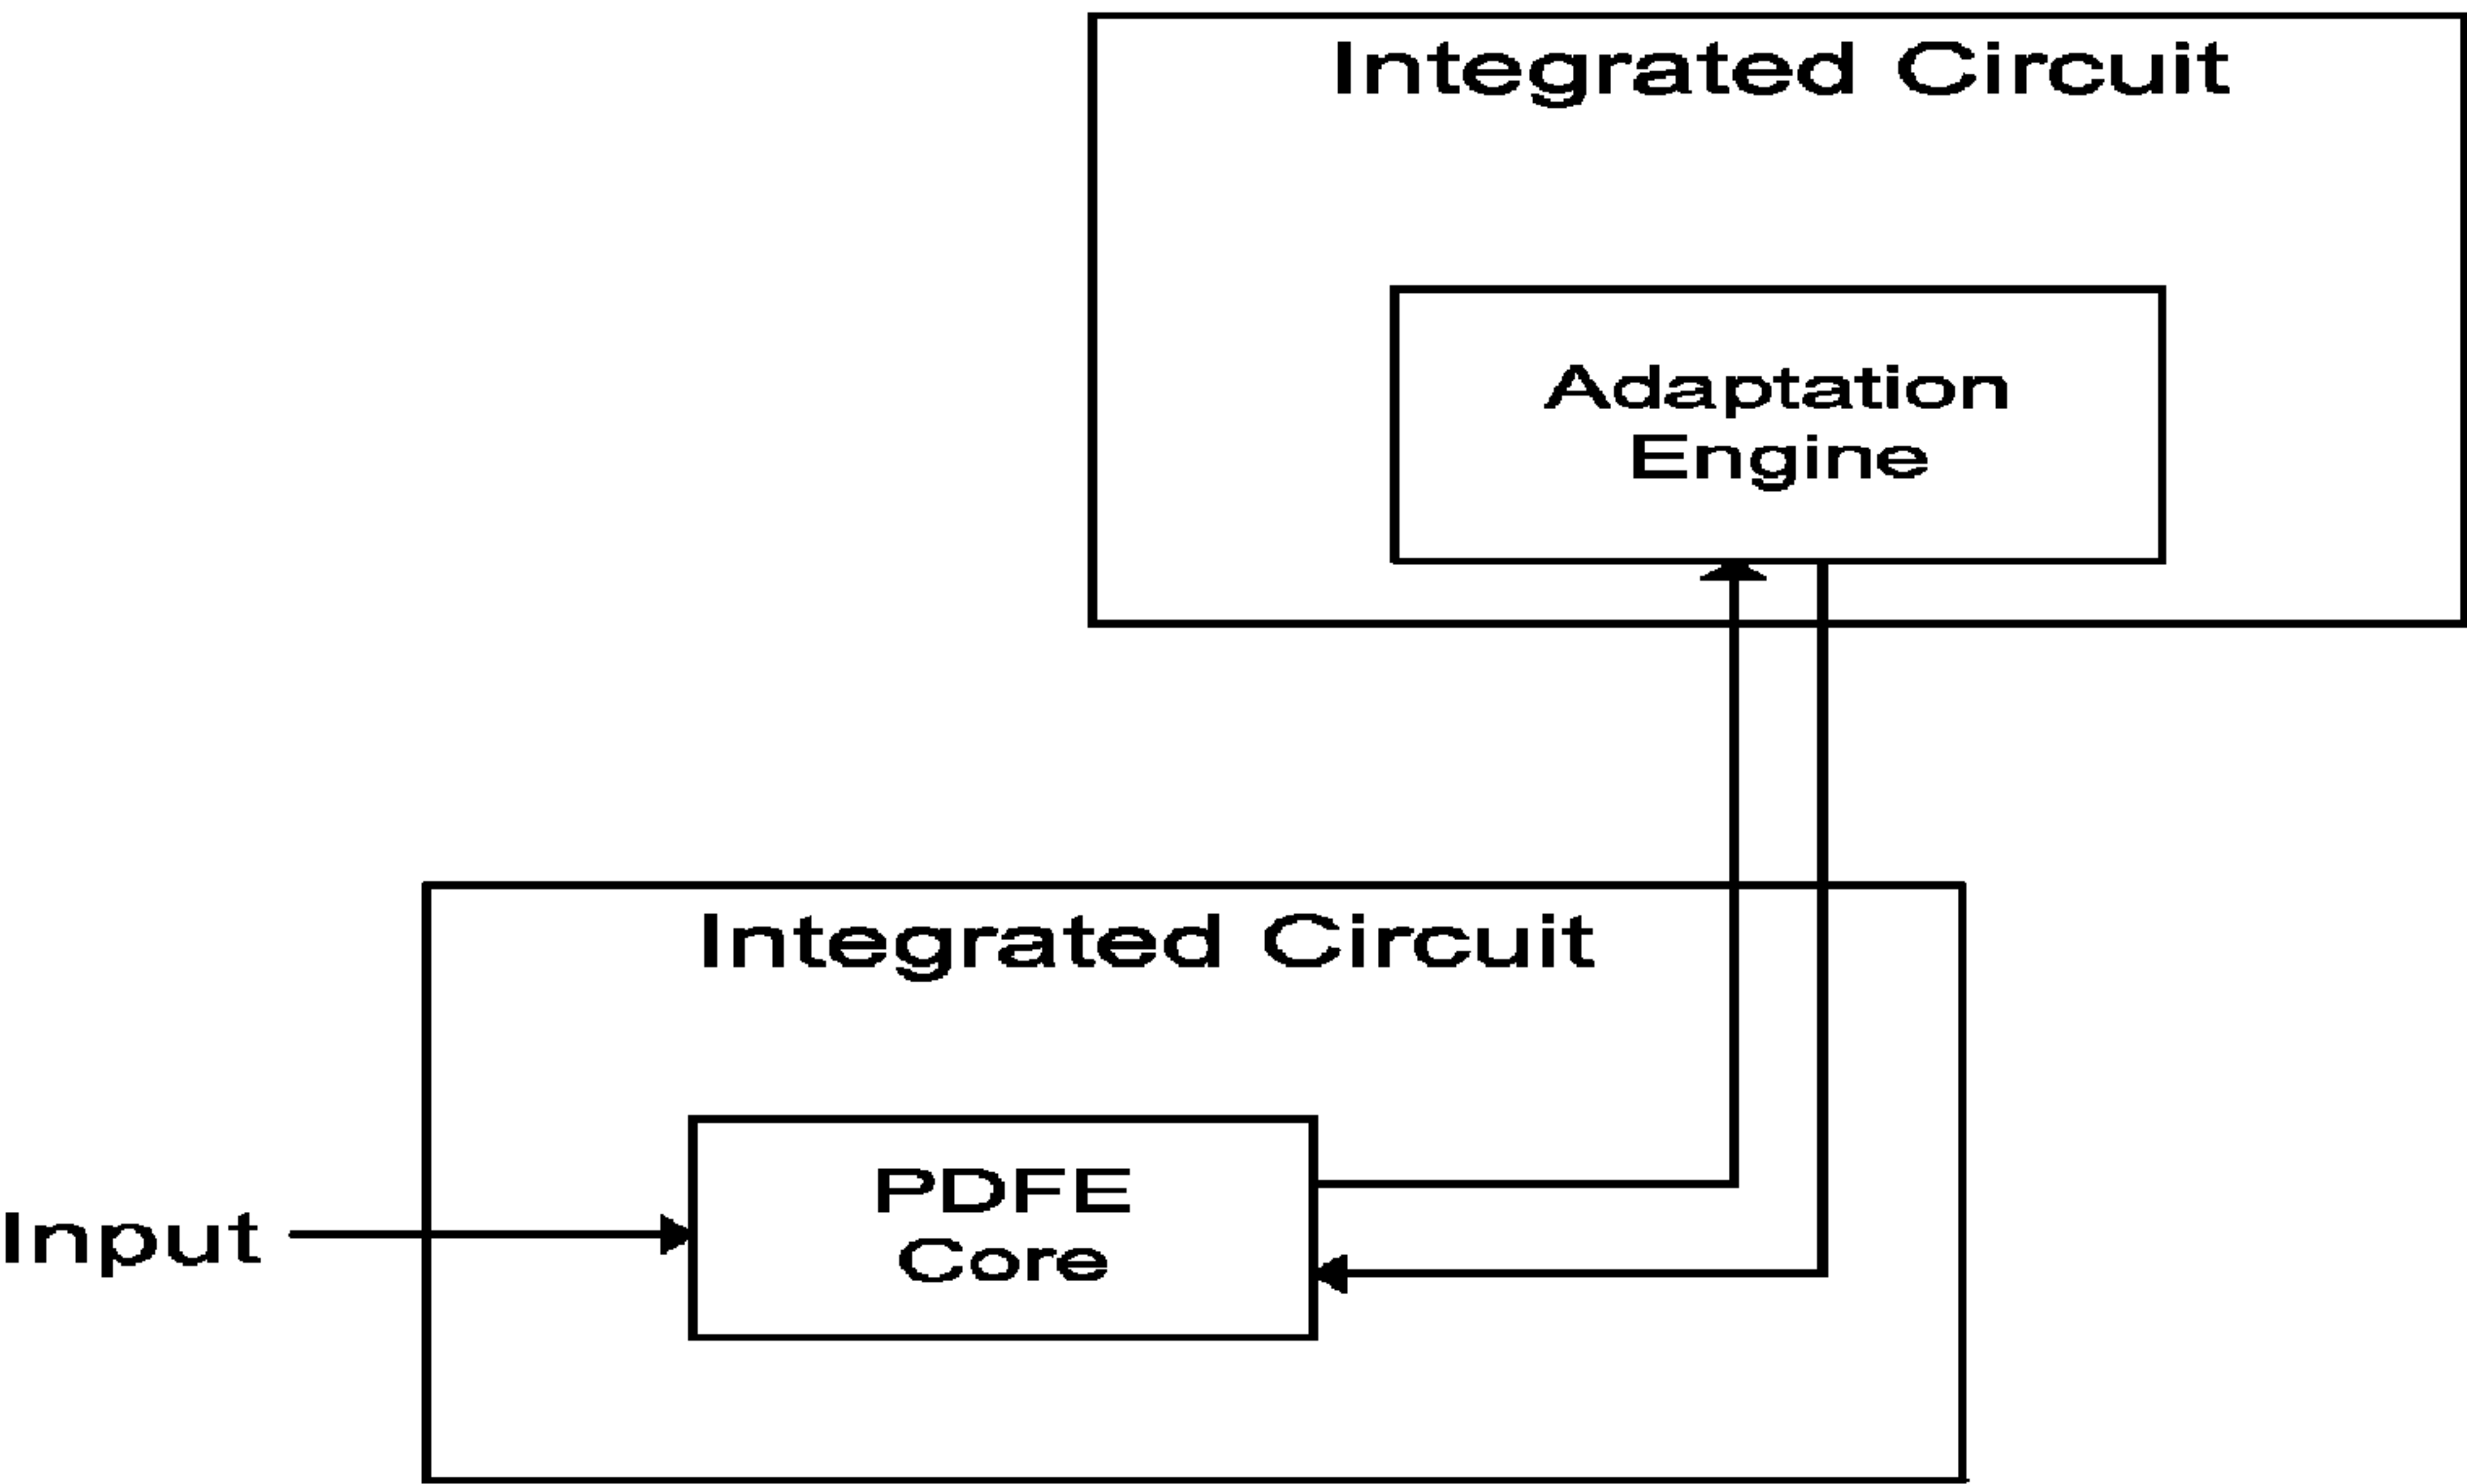 Integrated Circuit
Adaptation
Engine
Integrated Circuit
PDFE
Core
Input